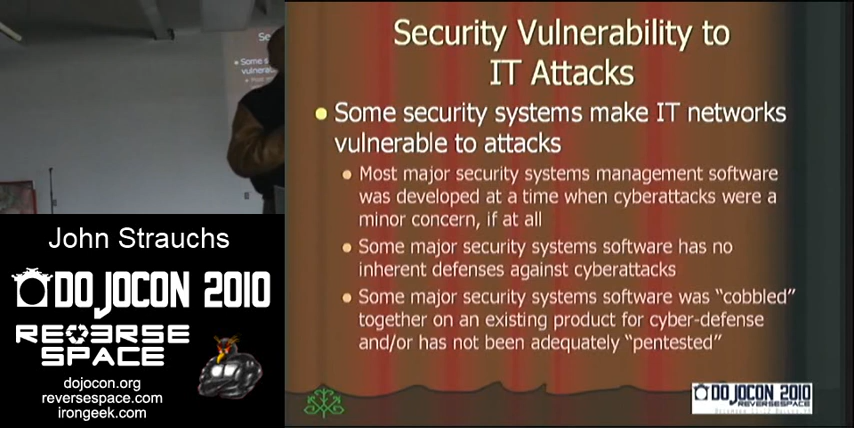 Security Vulnerability to
IT Attacks
Some security systems make IT networks
vulnerable to attacks
Most major security systems management software
was developed at a time when cyberattacks were a
minor concern, if at all
Some major security systems software has no
inherent defenses against cyberattacks
Some major security systems software was “cobbled”
together on an existing product for cyber-defense
and/or has not been adequately “pentested”
John Strauchs
DOJOCON 2010
REVERSE
SPACE
dojocon.org
reversespace.com
irongeek.com
DOJOCON 2010
REVERSESPACE